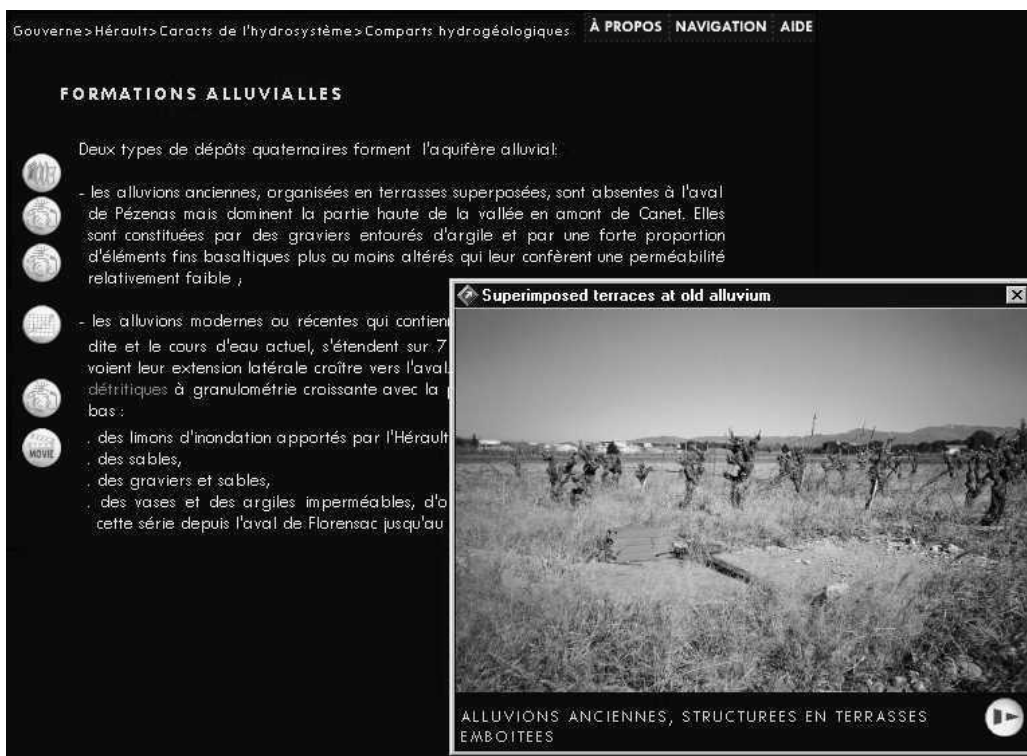 Gouverne>Hérault>Caracts de l'hydrosystème>Comparts hydrogéologiques À PROPOS NAVIGATION AIDE
FORMATIONS ALLUVIALLES
Deux types de dépôts quaternaires forment l'aquifère alluvial:
- les alluvions anciennes, organisées en terrasses superposées, sont absentes à l'aval
de Pézenas mais dominent la partie haute de la vallée en amont de Canet. Elles
sont constituées par des graviers entourés d'argile et par une forte proportion
d'éléments fins basaltiques plus ou moins altérés qui leur confèrent une perméabilité
relativement faible ;
- les alluvions modernes ou récentes qui contienn
dite et le cours d'eau actuel, s'étendent sur 7
voient leur extension latérale croître vers l'aval.
détritiques à granulométrie croissante avec la
bas :
. des limons d'inondation apportés par l'Hérault
. des sables,
. des graviers et sables,
. des vases et des argiles imperméables, d'o
cette série depuis l'aval de Florensac jusqu'au
MOVIE
Superimposed terraces at old alluvium
ALLUVIONS ANCIENNES, STRUCTUREES EN TERRASSES
EMBOITEES